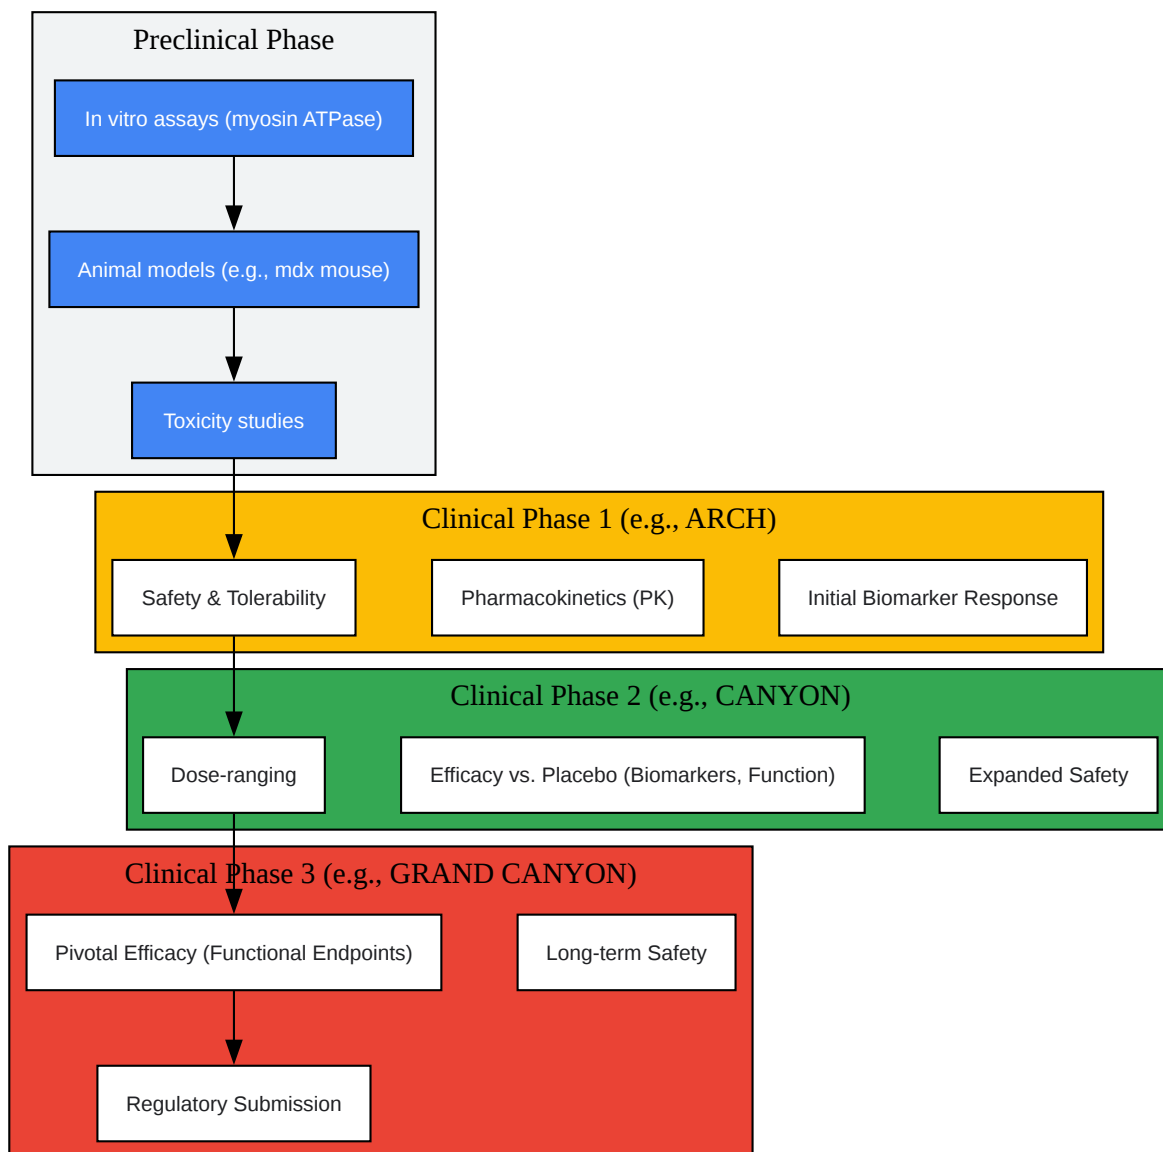 Preclinical Phase
In vitro assays (myosin ATPase)
Animal models (e.g., mdx mouse)
Toxicity studies
Clinical Phase 1 (e.g., ARCH)
Safety & Tolerability
Pharmacokinetics (PK)
Initial Biomarker Response
Clinical Phase 2 (e.g., CANYON)
Dose-ranging
Efficacy vs. Placebo (Biomarkers, Function)
Expanded Safety
Clinical Phase 3 (e.g., GRAND CANYON)
Pivotal Efficacy (Functional Endpoints)
Long-term Safety
Regulatory Submission